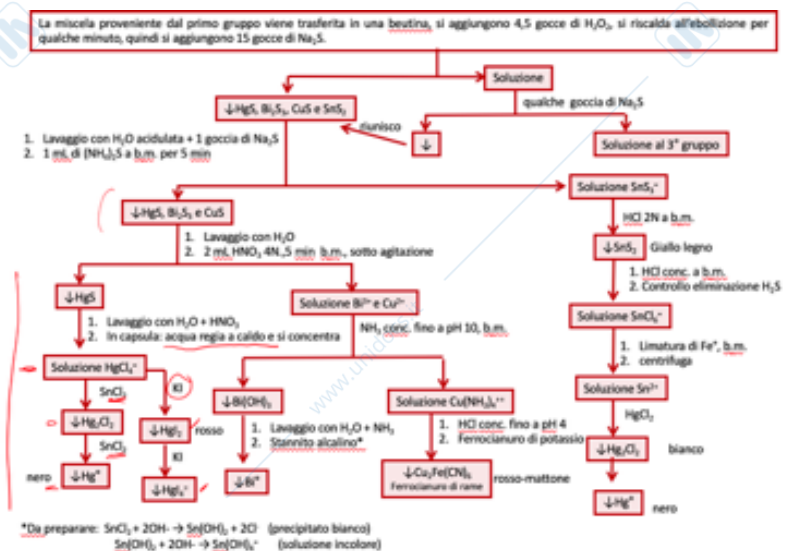 La miscela proveniente dal primo gruppo viene trasferita in una beutina, si aggiungono 4,5 gocce di H₂O₂, si riscalda all'ebollizione per
qualche minuto, quindi si aggiungono 15 gocce di Na₂S.
Soluzione
qualche goccia di Na₂S
↓HgS, Bi₂S₃, CuS e SnS₂
riunisco
↓
Soluzione al 3° gruppo
1. Lavaggio con H₂O acidulata + 1 goccia di Na₂S
2. 1 mL di (NH₄)₂S a b.m. per 5 min
Soluzione SnS₃⁼
↓HgS, Bi₂S₃ e CuS
HCl 2N a b.m.
1. Lavaggio con H₂O
2. 2 mL HNO₃ 4N.,5 min b.m., sotto agitazione
↓SnS₂ Giallo legno
1. HCl conc. a b.m.
2. Controllo eliminazione H₂S
↓HgS
Soluzione Bi³⁺ e Cu²⁺
Soluzione SnCl₆⁼
1. Lavaggio con H₂O + HNO₃
2. In capsula: acqua regia a caldo e si concentra
NH₃ conc. fino a pH 10, b.m.
1. Limatura di Fe°, b.m.
2. centrifuga
Soluzione HgCl₄⁼
Soluzione Sn²⁺
SnCl₂
KI
↓Bi(OH)₃
Soluzione Cu(NH₃)₄⁺⁺
HgCl₂
↓Hg₂Cl₂
↓HgI₂ rosso
1. Lavaggio con H₂O + NH₃
2. Stannito alcalino*
1. HCl conc. fino a pH 4
2. Ferrocianuro di potassio
↓Hg₂Cl₂ bianco
SnCl₂
KI
nero ↓Hg°
↓HgI₄⁼
↓Bi°
↓Cu₂Fe(CN)₆
Ferrocianuro di rame
rosso-mattone
↓Hg° nero
*Da preparare: SnCl₂ + 2OH- → Sn(OH)₂ + 2Cl⁻ (precipitato bianco)
Sn(OH)₂ + 2OH- → Sn(OH)₄⁼ (soluzione incolore)